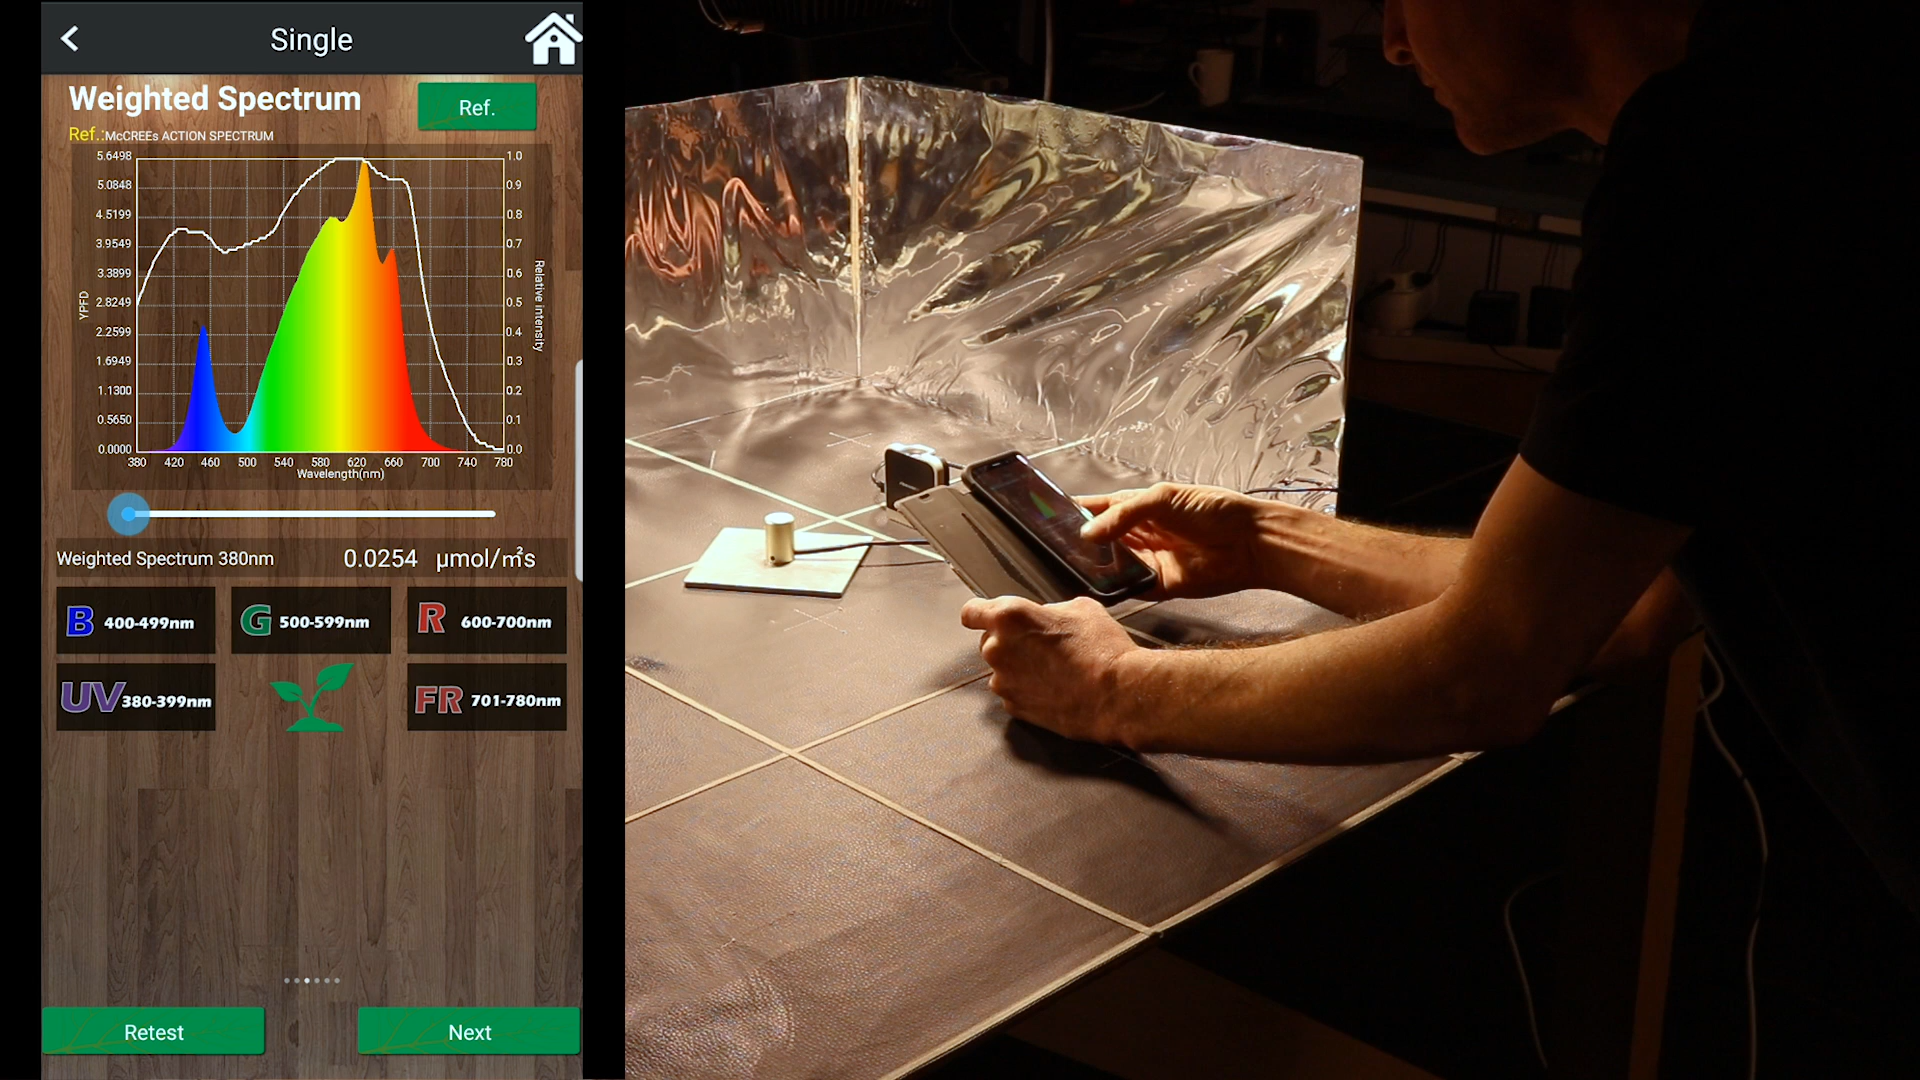 Single
Weighted Spectrum
Ref.
Ref.:McCREEs ACTION SPECTRUM
5.6498
5.0848
4.5199
3.9549
3.3899
2.8249
2.2599
1.6949
1.1300
0.5650
0.0000
YPFD
1.0
0.9
0.8
0.7
0.6
0.5
0.4
0.3
0.2
0.1
0.0
Relative intensity
380 420 460 500 540 580 620 660 700 740 780
Wavelength(nm)
Weighted Spectrum 380nm 0.0254 μmol/㎡s
B 400-499nm
G 500-599nm
R 600-700nm
UV 380-399nm
FR 701-780nm
Retest
Next